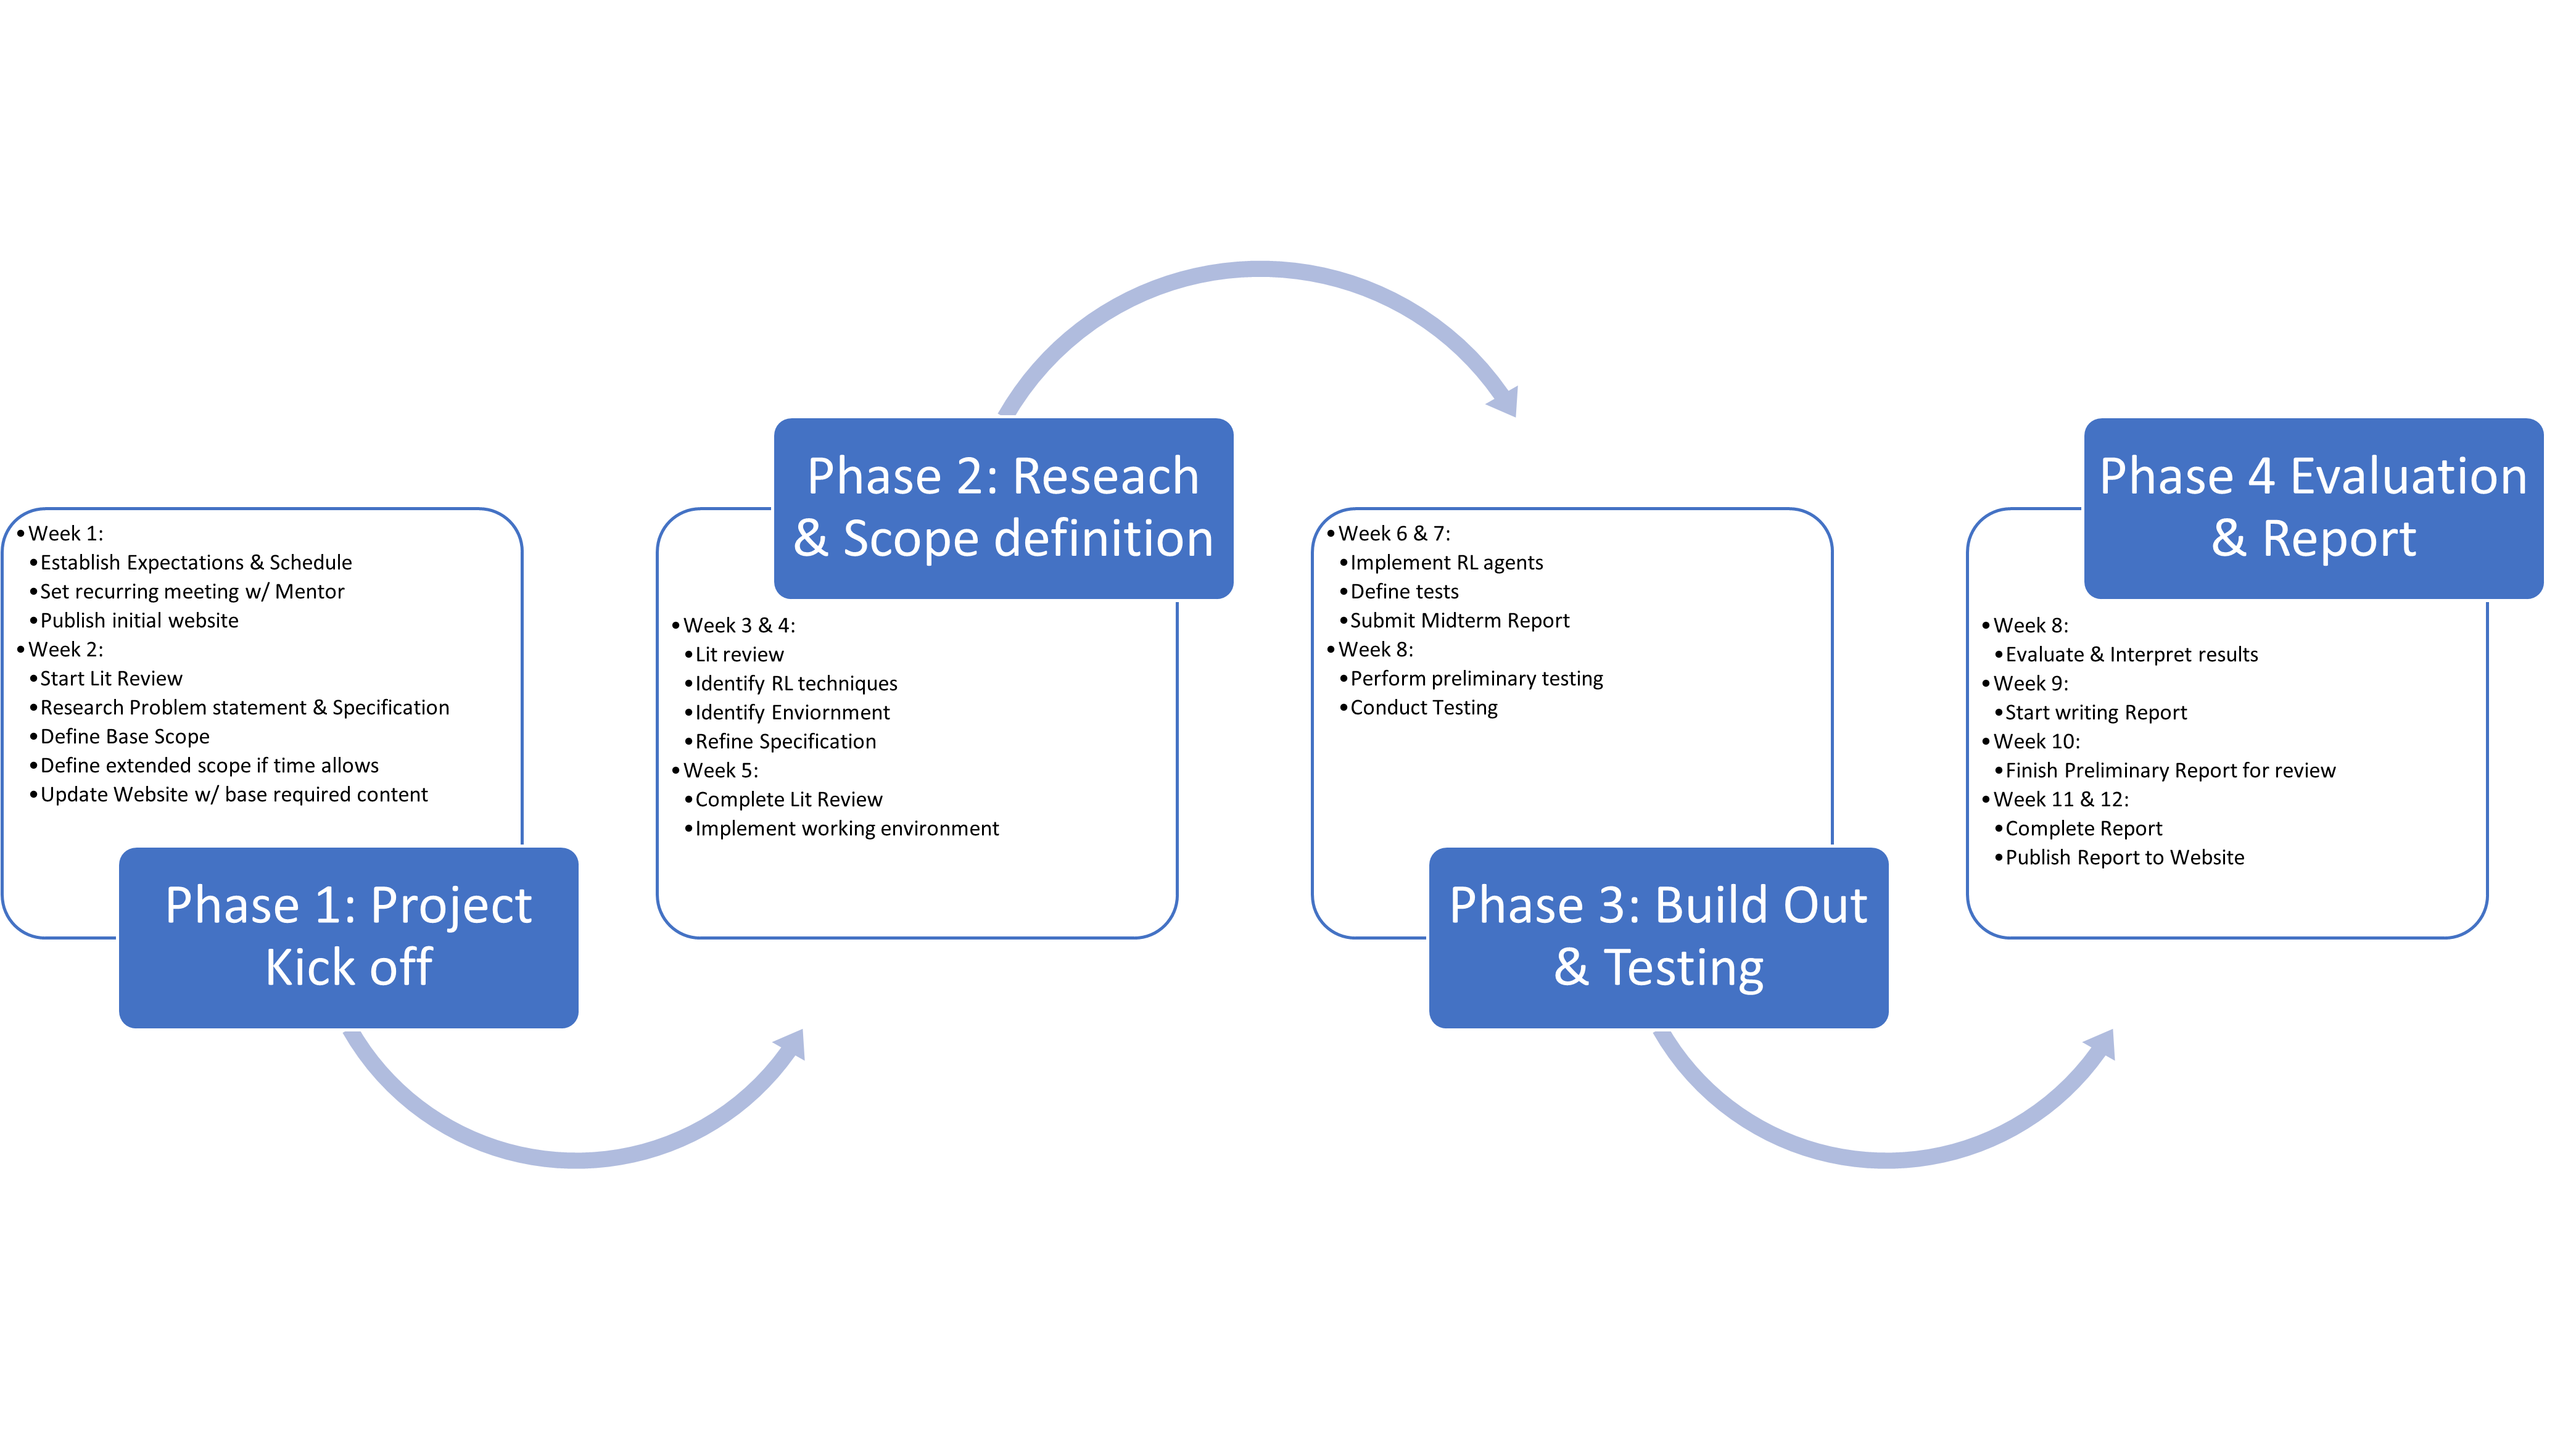 •Week 1:
•Establish Expectations & Schedule
•Set recurring meeting w/ Mentor
•Publish initial website
•Week 2:
•Start Lit Review
•Research Problem statement & Specification
•Define Base Scope
•Define extended scope if time allows
•Update Website w/ base required content
Phase 1: Project
Kick off
Phase 2: Reseach
& Scope definition
•Week 3 & 4:
•Lit review
•Identify RL techniques
•Identify Enviornment
•Refine Specification
•Week 5:
•Complete Lit Review
•Implement working environment
•Week 6 & 7:
•Implement RL agents
•Define tests
•Submit Midterm Report
•Week 8:
•Perform preliminary testing
•Conduct Testing
Phase 3: Build Out
& Testing
Phase 4 Evaluation
& Report
•Week 8:
•Evaluate & Interpret results
•Week 9:
•Start writing Report
•Week 10:
•Finish Preliminary Report for review
•Week 11 & 12:
•Complete Report
•Publish Report to Website